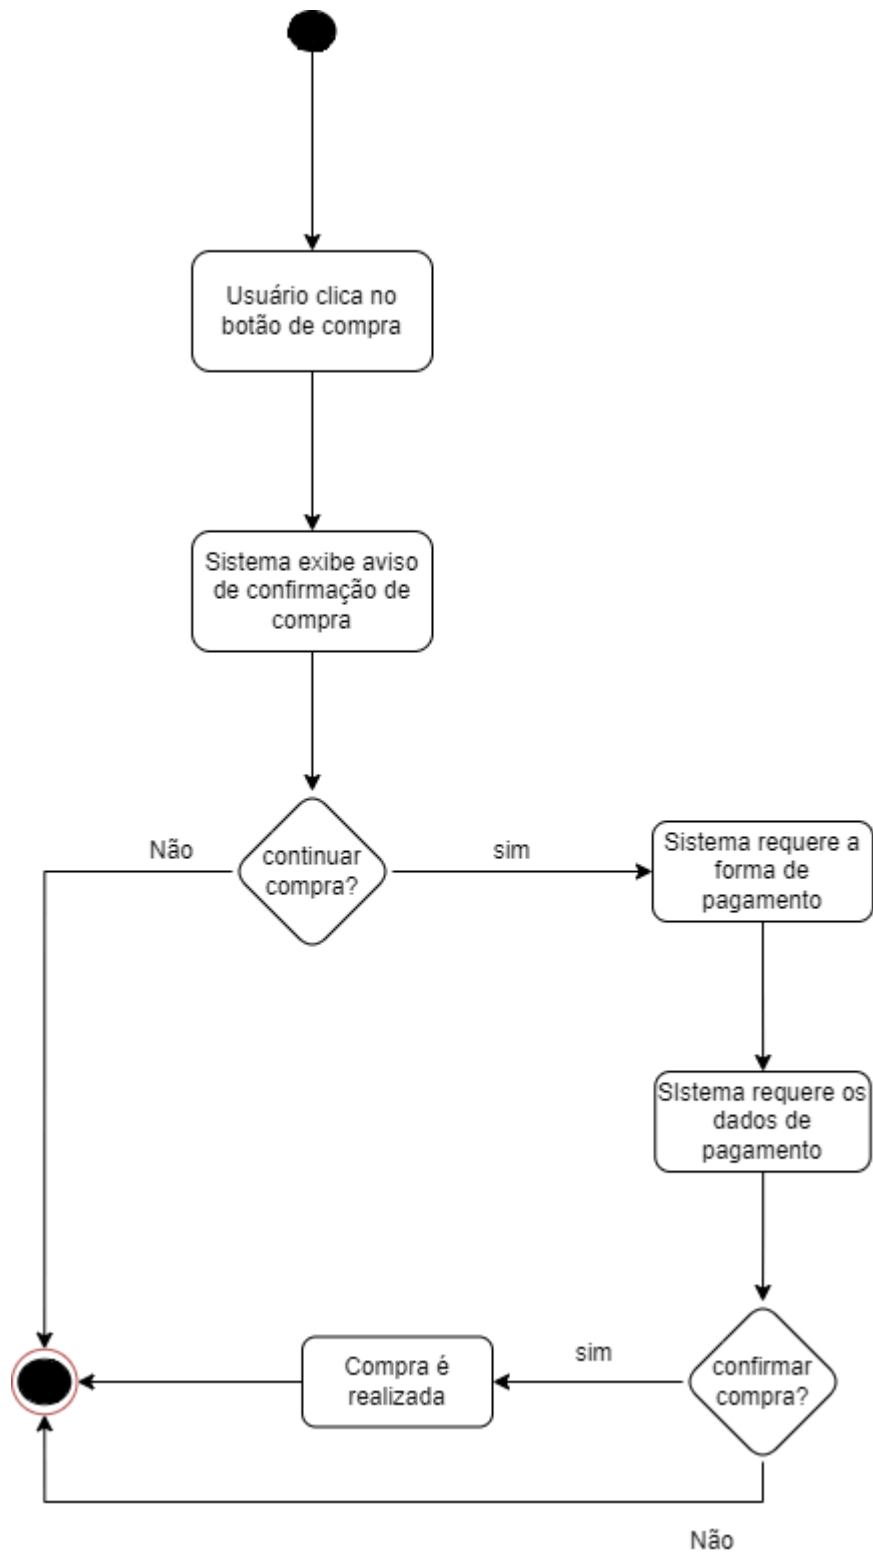 Usuário clica no
botão de compra
Sistema exibe aviso
de confirmação de
compra
Não
continuar
compra?
sim
Sistema requere a
forma de
pagamento
SIstema requere os
dados de
pagamento
Compra é
realizada
sim
confirmar
compra?
Não